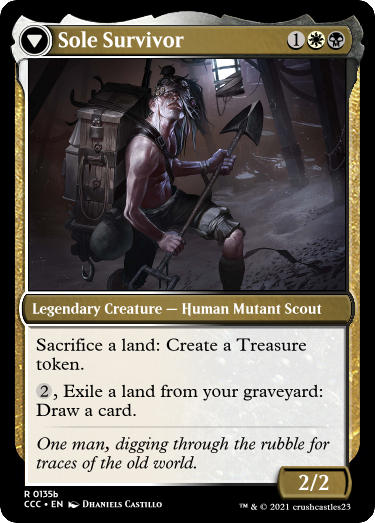 Sole Survivor 1
Legendary Creature — Human Mutant Scout
Sacrifice a land: Create a Treasure
token.
2, Exile a land from your graveyard:
Draw a card.
One man, digging through the rubble for
traces of the old world.
2/2
R 0135b
CCC • EN DHANIELS CASTILLO
™ & © 2021 crushcastles23